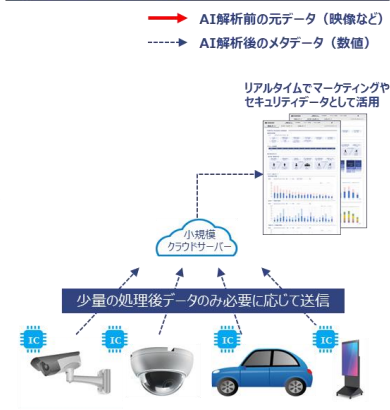 AI解析前の元データ（映像など）
AI解析後のメタデータ（数値）
リアルタイムでマーケティングや
セキュリティデータとして活用
小規模
クラウドサーバー
少量の処理後データのみ必要に応じて送信
IC
IC
IC
IC